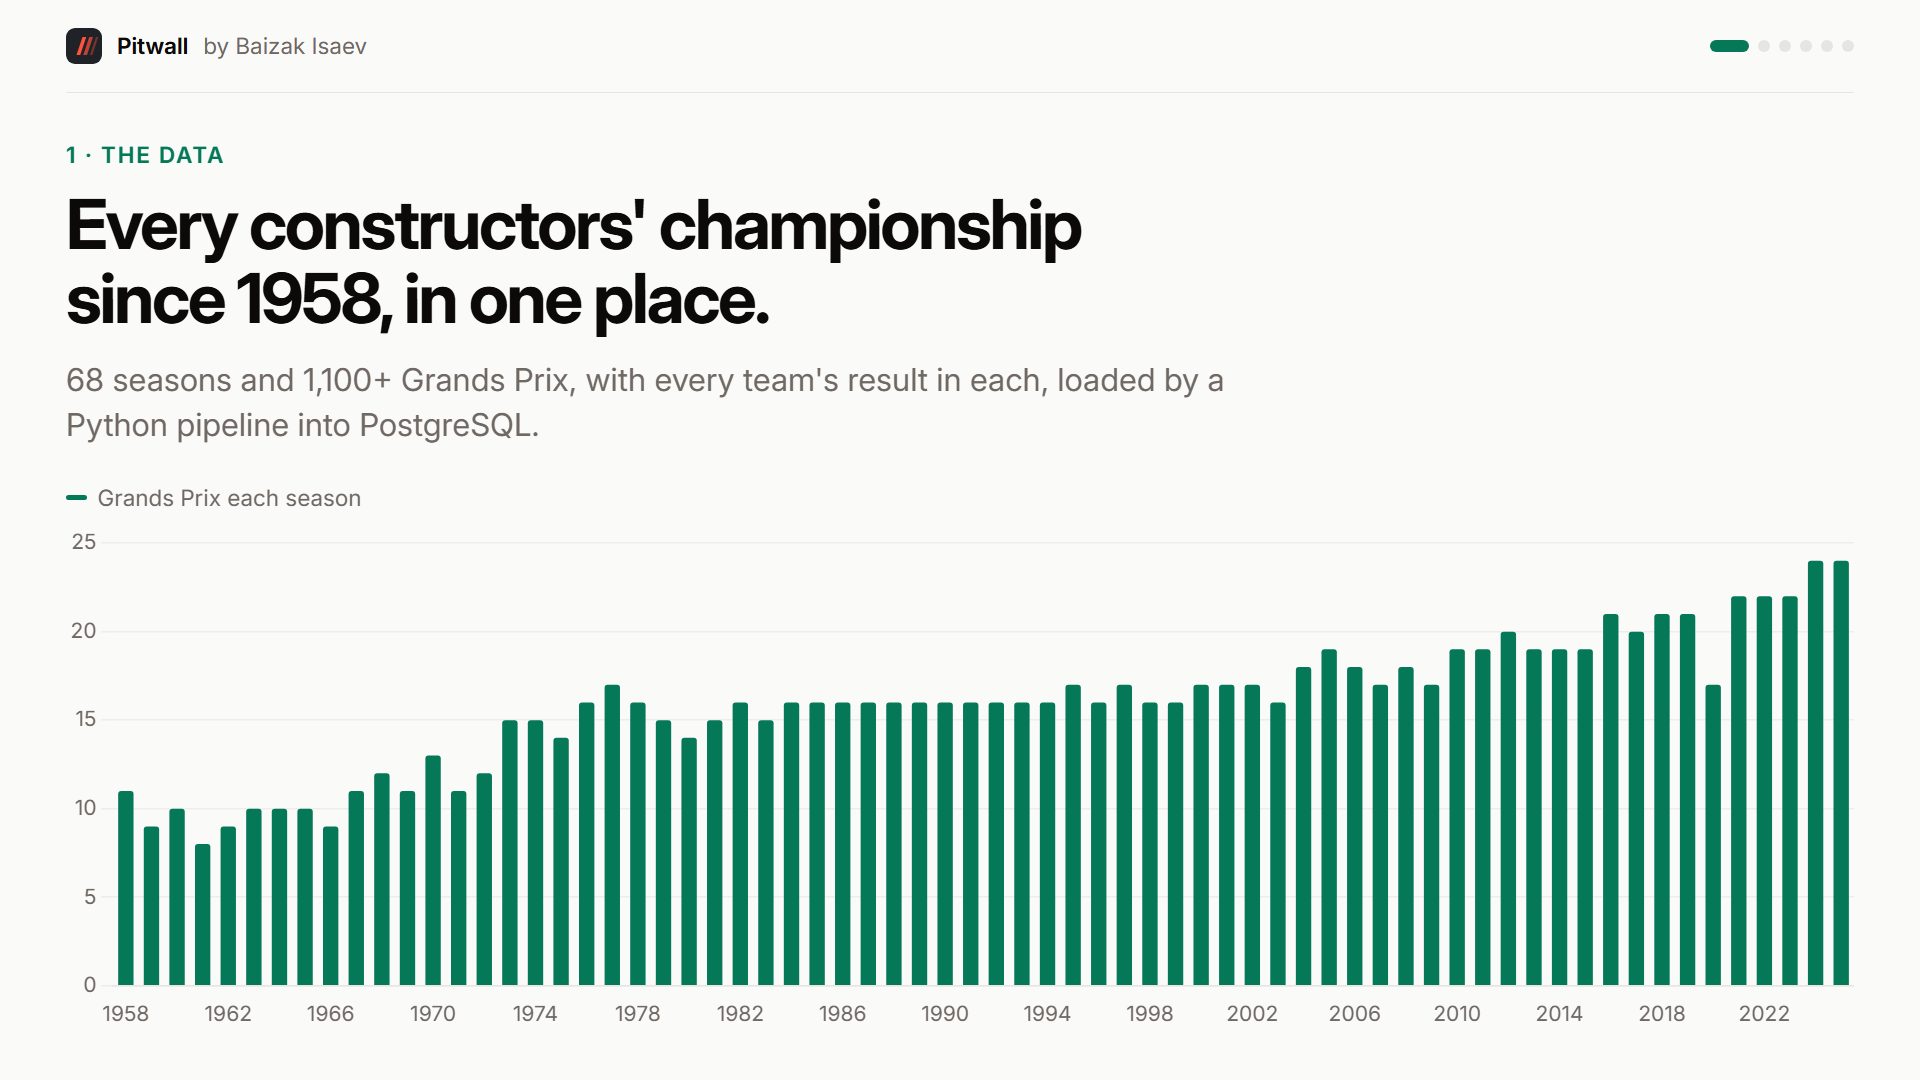 Pitwall by Baizak Isaev
1 · THE DATA
Every constructors' championship
since 1958, in one place.
68 seasons and 1,100+ Grands Prix, with every team's result in each, loaded by a
Python pipeline into PostgreSQL.
Grands Prix each season
25
20
15
10
5
0
1958 1962 1966 1970 1974 1978 1982 1986 1990 1994 1998 2002 2006 2010 2014 2018 2022